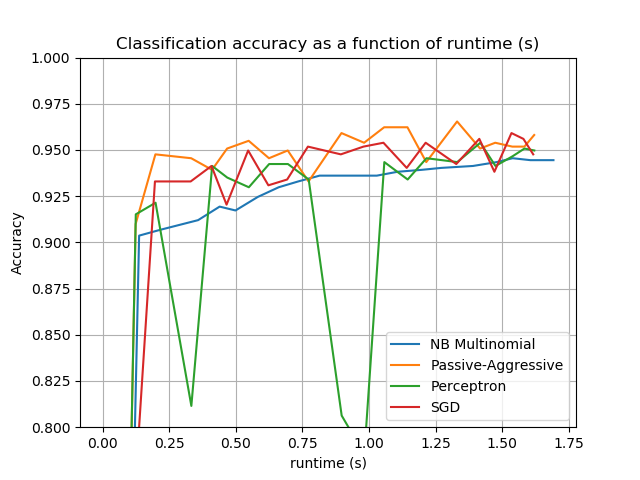 Classification accuracy as a function of runtime (s)
1.000
0.975
0.950
0.925
0.900
0.875
0.850
0.825
0.800
Accuracy
NB Multinomial
Passive-Aggressive
Perceptron
SGD
0.00 0.25 0.50 0.75 1.00 1.25 1.50 1.75
runtime (s)